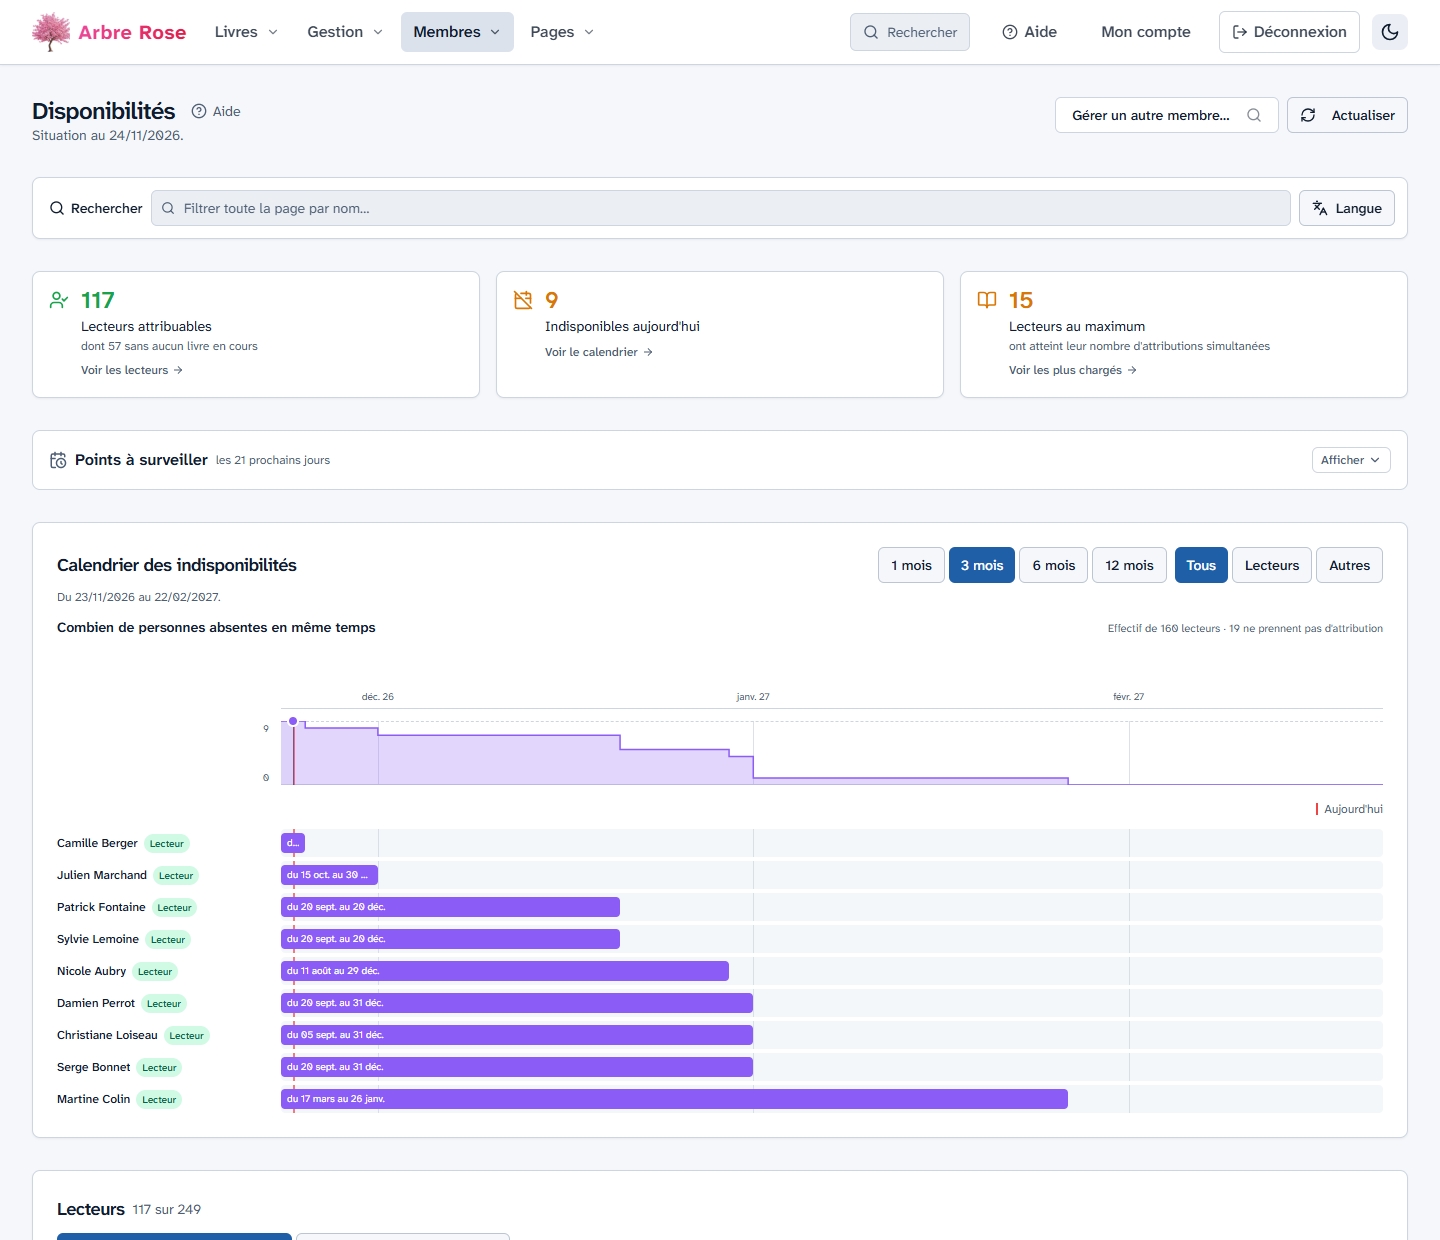 Arbre Rose Livres Gestion Membres Pages Rechercher Aide Mon compte Déconnexion
Disponibilités Aide
Situation au 24/11/2026.
Gérer un autre membre... Actualiser
Rechercher Filtrer toute la page par nom... Langue
117
Lecteurs attribuables
dont 57 sans aucun livre en cours
Voir les lecteurs →
9
Indisponibles aujourd'hui
Voir le calendrier →
15
Lecteurs au maximum
ont atteint leur nombre d'attributions simultanées
Voir les plus chargés →
Points à surveiller les 21 prochains jours Afficher
Calendrier des indisponibilités 1 mois 3 mois 6 mois 12 mois Tous Lecteurs Autres
Du 23/11/2026 au 22/02/2027.
Combien de personnes absentes en même temps Effectif de 160 lecteurs · 19 ne prennent pas d'attribution
déc. 26 janv. 27 févr. 27
9
0
Aujourd'hui
Camille Berger Lecteur d...
Julien Marchand Lecteur du 15 oct. au 30 ...
Patrick Fontaine Lecteur du 20 sept. au 20 déc.
Sylvie Lemoine Lecteur du 20 sept. au 20 déc.
Nicole Aubry Lecteur du 11 août au 29 déc.
Damien Perrot Lecteur du 20 sept. au 31 déc.
Christiane Loiseau Lecteur du 05 sept. au 31 déc.
Serge Bonnet Lecteur du 20 sept. au 31 déc.
Martine Colin Lecteur du 17 mars au 26 janv.
Lecteurs 117 sur 249